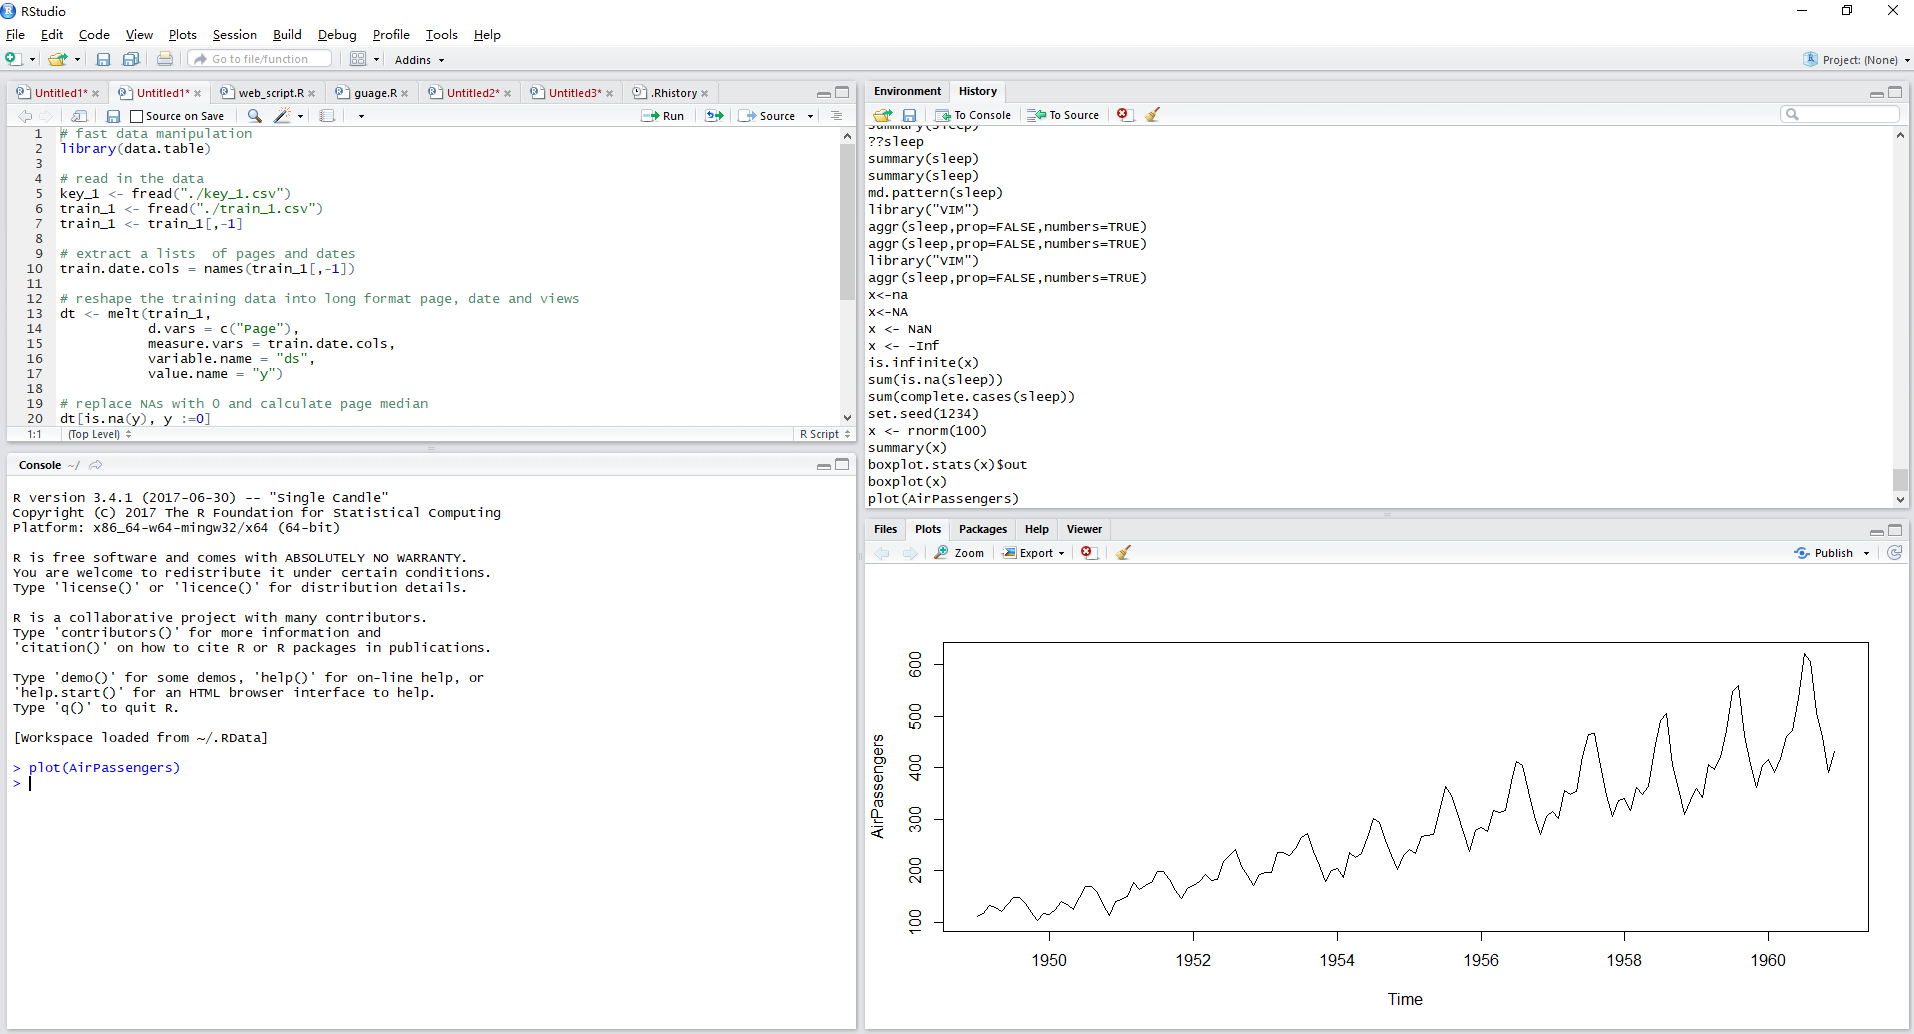 RStudio
File Edit Code View Plots Session Build Debug Profile Tools Help
Go to file/function Addins Project: (None)
Untitled1* Untitled1* web_script.R guage.R Untitled2* Untitled3* .Rhistory
Source on Save Run Source
1 # fast data manipulation
2 library(data.table)
3
4 # read in the data
5 key_1 <- fread("./key_1.csv")
6 train_1 <- fread("./train_1.csv")
7 train_1 <- train_1[,-1]
8
9 # extract a lists  of pages and dates
10 train.date.cols = names(train_1[,-1])
11
12 # reshape the training data into long format page, date and views
13 dt <- melt(train_1,
14 d.vars = c("Page"),
15 measure.vars = train.date.cols,
16 variable.name = "ds",
17 value.name = "y")
18
19 # replace NAs with 0 and calculate page median
20 dt[is.na(y), y :=0]
1:1 (Top Level) R Script
Console ~/
R version 3.4.1 (2017-06-30) -- "Single Candle"
Copyright (C) 2017 The R Foundation for Statistical Computing
Platform: x86_64-w64-mingw32/x64 (64-bit)
R is free software and comes with ABSOLUTELY NO WARRANTY.
You are welcome to redistribute it under certain conditions.
Type 'license()' or 'licence()' for distribution details.
R is a collaborative project with many contributors.
Type 'contributors()' for more information and
'citation()' on how to cite R or R packages in publications.
Type 'demo()' for some demos, 'help()' for on-line help, or
'help.start()' for an HTML browser interface to help.
Type 'q()' to quit R.
[Workspace loaded from ~/.RData]
> plot(AirPassengers)
>
Environment History
To Console To Source
summary(sleep)
??sleep
summary(sleep)
summary(sleep)
md.pattern(sleep)
library("VIM")
aggr(sleep,prop=FALSE,numbers=TRUE)
aggr(sleep,prop=FALSE,numbers=TRUE)
library("VIM")
aggr(sleep,prop=FALSE,numbers=TRUE)
x<-na
x<-NA
x <- NaN
x <- -Inf
is.infinite(x)
sum(is.na(sleep))
sum(complete.cases(sleep))
set.seed(1234)
x <- rnorm(100)
summary(x)
boxplot.stats(x)$out
boxplot(x)
plot(AirPassengers)
Files Plots Packages Help Viewer
Zoom Export Publish
AirPassengers
600
500
400
300
200
100
1950 1952 1954 1956 1958 1960
Time